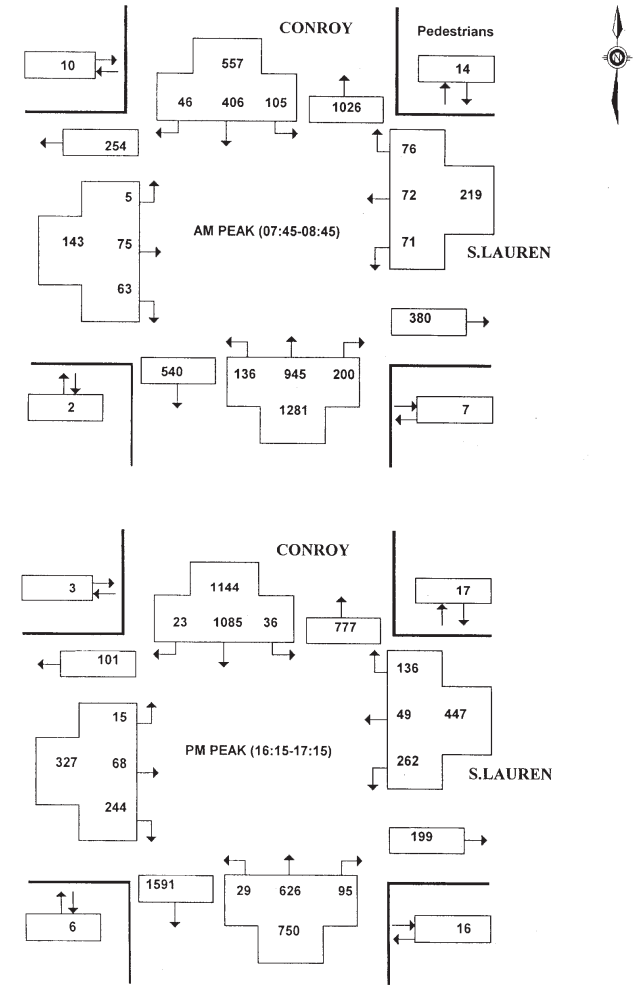 CONROY
Pedestrians
N
10
557
14
46 406 105
1026
254
76
5
72 219
143 75
AM PEAK (07:45-08:45)
71
S.LAUREN
63
380
540
136 945 200
2
1281
7
CONROY
3
1144
17
23 1085 36
777
101
136
15
49 447
327 68
PM PEAK (16:15-17:15)
262
S.LAUREN
244
199
1591
29 626 95
6
750
16